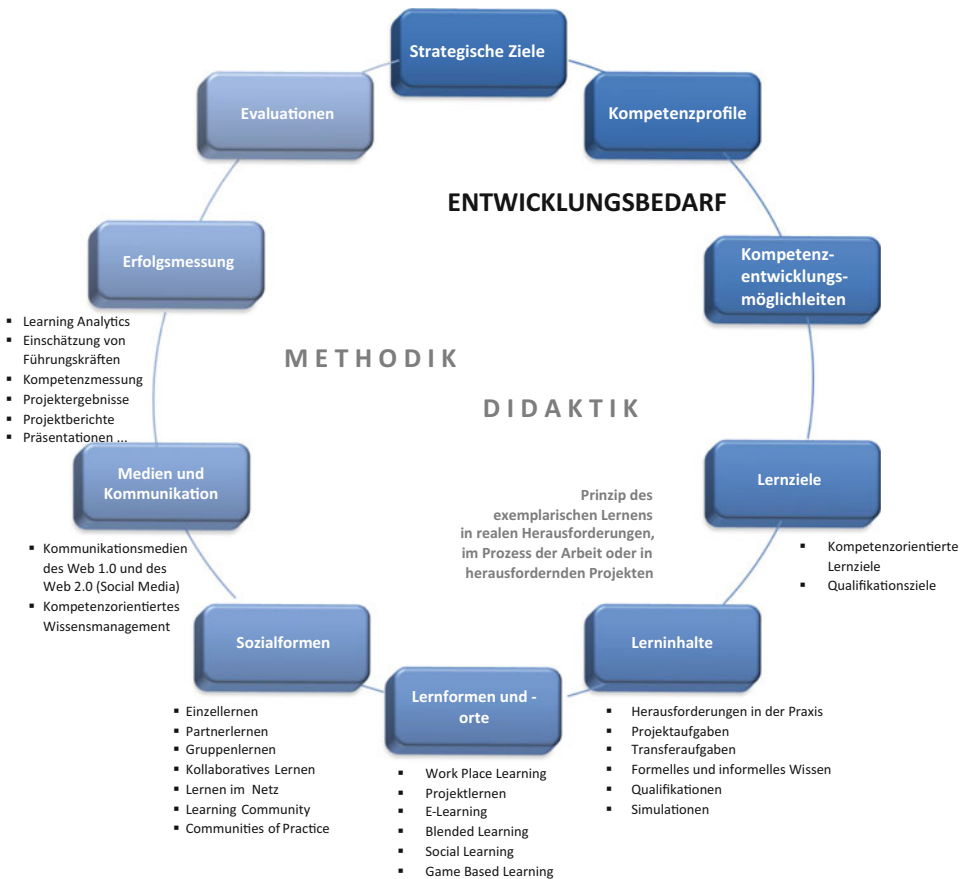 Strategische Ziele
Kompetenzprofile
ENTWICKLUNGSBEDARF
Kompetenz-
entwicklungs-
möglichleiten
Lernziele
▪ Kompetenzorientierte
Lernziele
▪ Qualifikationsziele
Lerninhalte
▪ Herausforderungen in der Praxis
▪ Projektaufgaben
▪ Transferaufgaben
▪ Formelles und informelles Wissen
▪ Qualifikationen
▪ Simulationen
Lernformen und -
orte
▪ Work Place Learning
▪ Projektlernen
▪ E-Learning
▪ Blended Learning
▪ Social Learning
▪ Game Based Learning
Sozialformen
▪ Einzellernen
▪ Partnerlernen
▪ Gruppenlernen
▪ Kollaboratives Lernen
▪ Lernen im Netz
▪ Learning Community
▪ Communities of Practice
Medien und
Kommunikation
▪ Kommunikationsmedien
des Web 1.0 und des
Web 2.0 (Social Media)
▪ Kompetenzorientiertes
Wissensmanagement
Erfolgsmessung
▪ Learning Analytics
▪ Einschätzung von
Führungskräften
▪ Kompetenzmessung
▪ Projektergebnisse
▪ Projektberichte
▪ Präsentationen ...
Evaluationen
METHODIK
DIDAKTIK
Prinzip des
exemplarischen Lernens
in realen Herausforderungen,
im Prozess der Arbeit oder in
herausfordernden Projekten